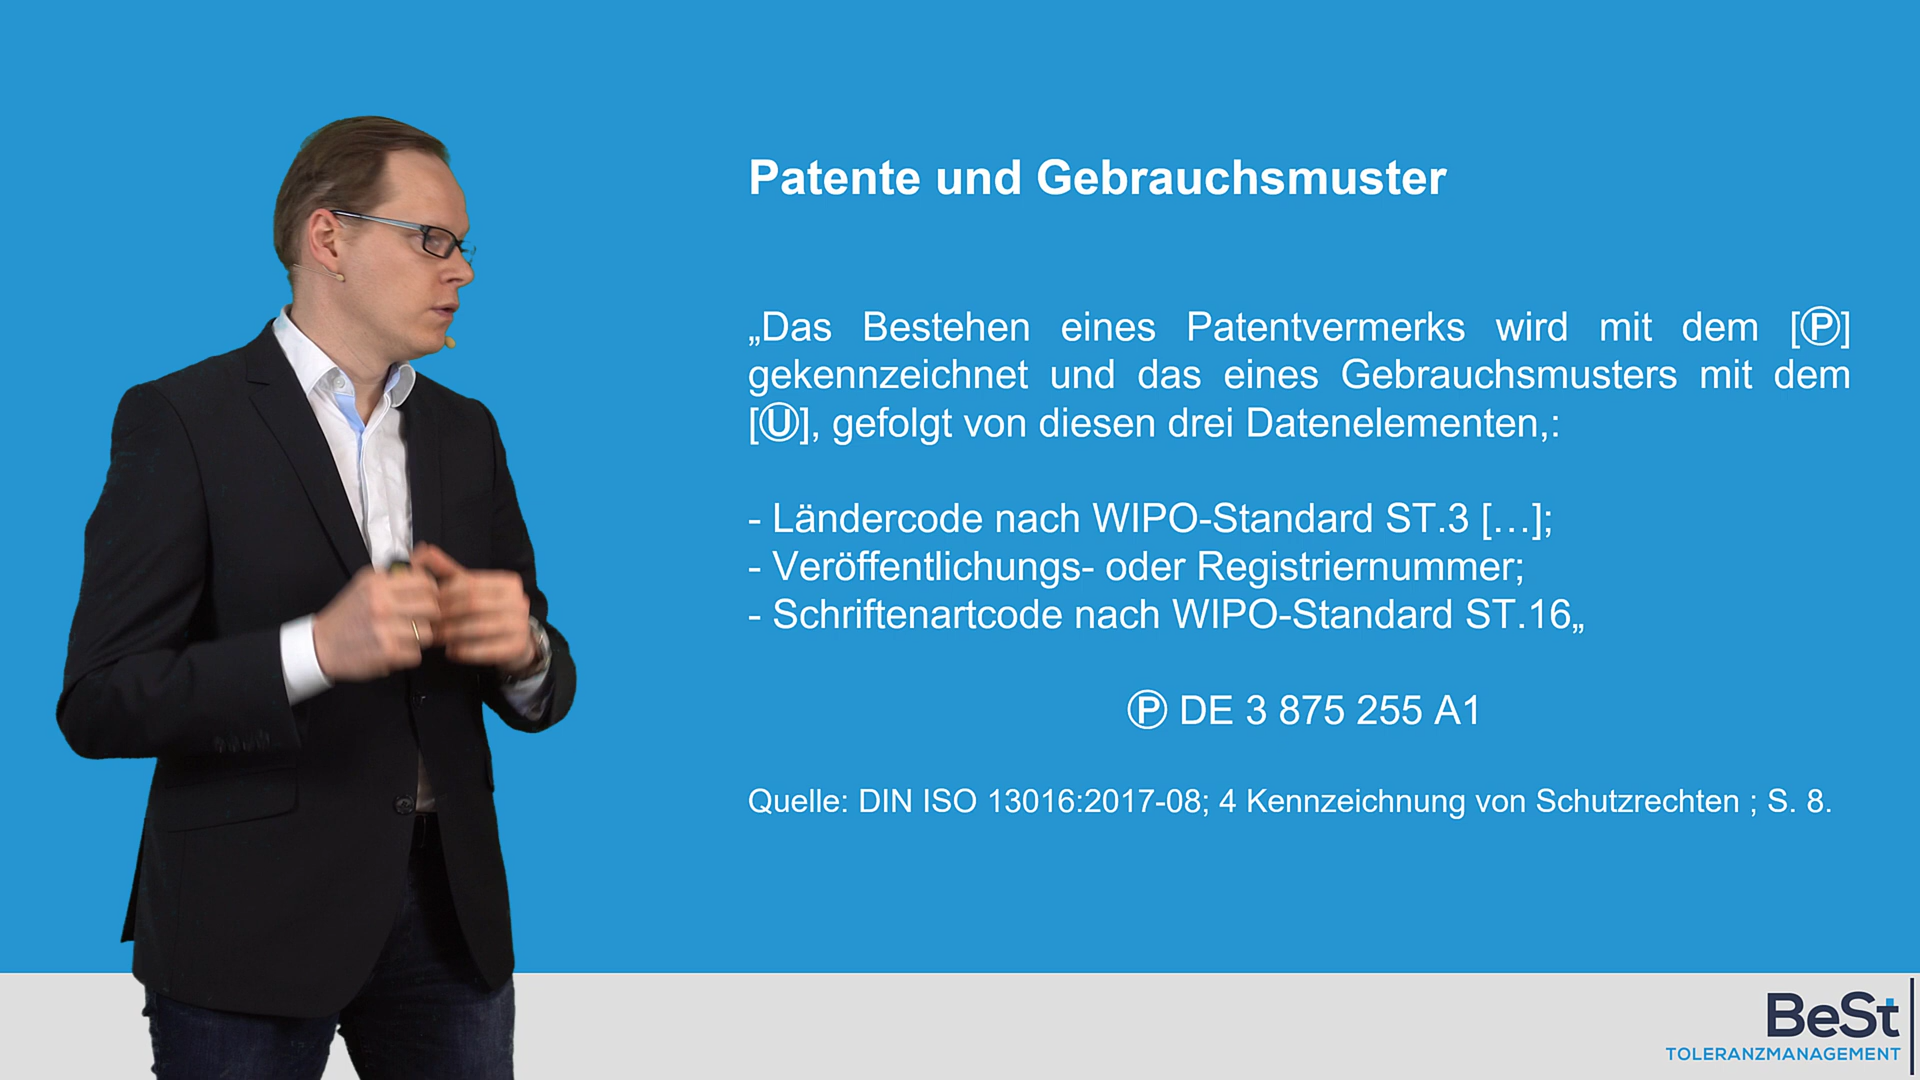 Patente und Gebrauchsmuster
„Das Bestehen eines Patentvermerks wird mit dem [Ⓟ]
gekennzeichnet und das eines Gebrauchsmusters mit dem
[Ⓤ], gefolgt von diesen drei Datenelementen,:
- Ländercode nach WIPO-Standard ST.3 […];
- Veröffentlichungs- oder Registriernummer;
- Schriftenartcode nach WIPO-Standard ST.16„
Ⓟ DE 3 875 255 A1
Quelle: DIN ISO 13016:2017-08; 4 Kennzeichnung von Schutzrechten ; S. 8.
BeSt
TOLERANZMANAGEMENT